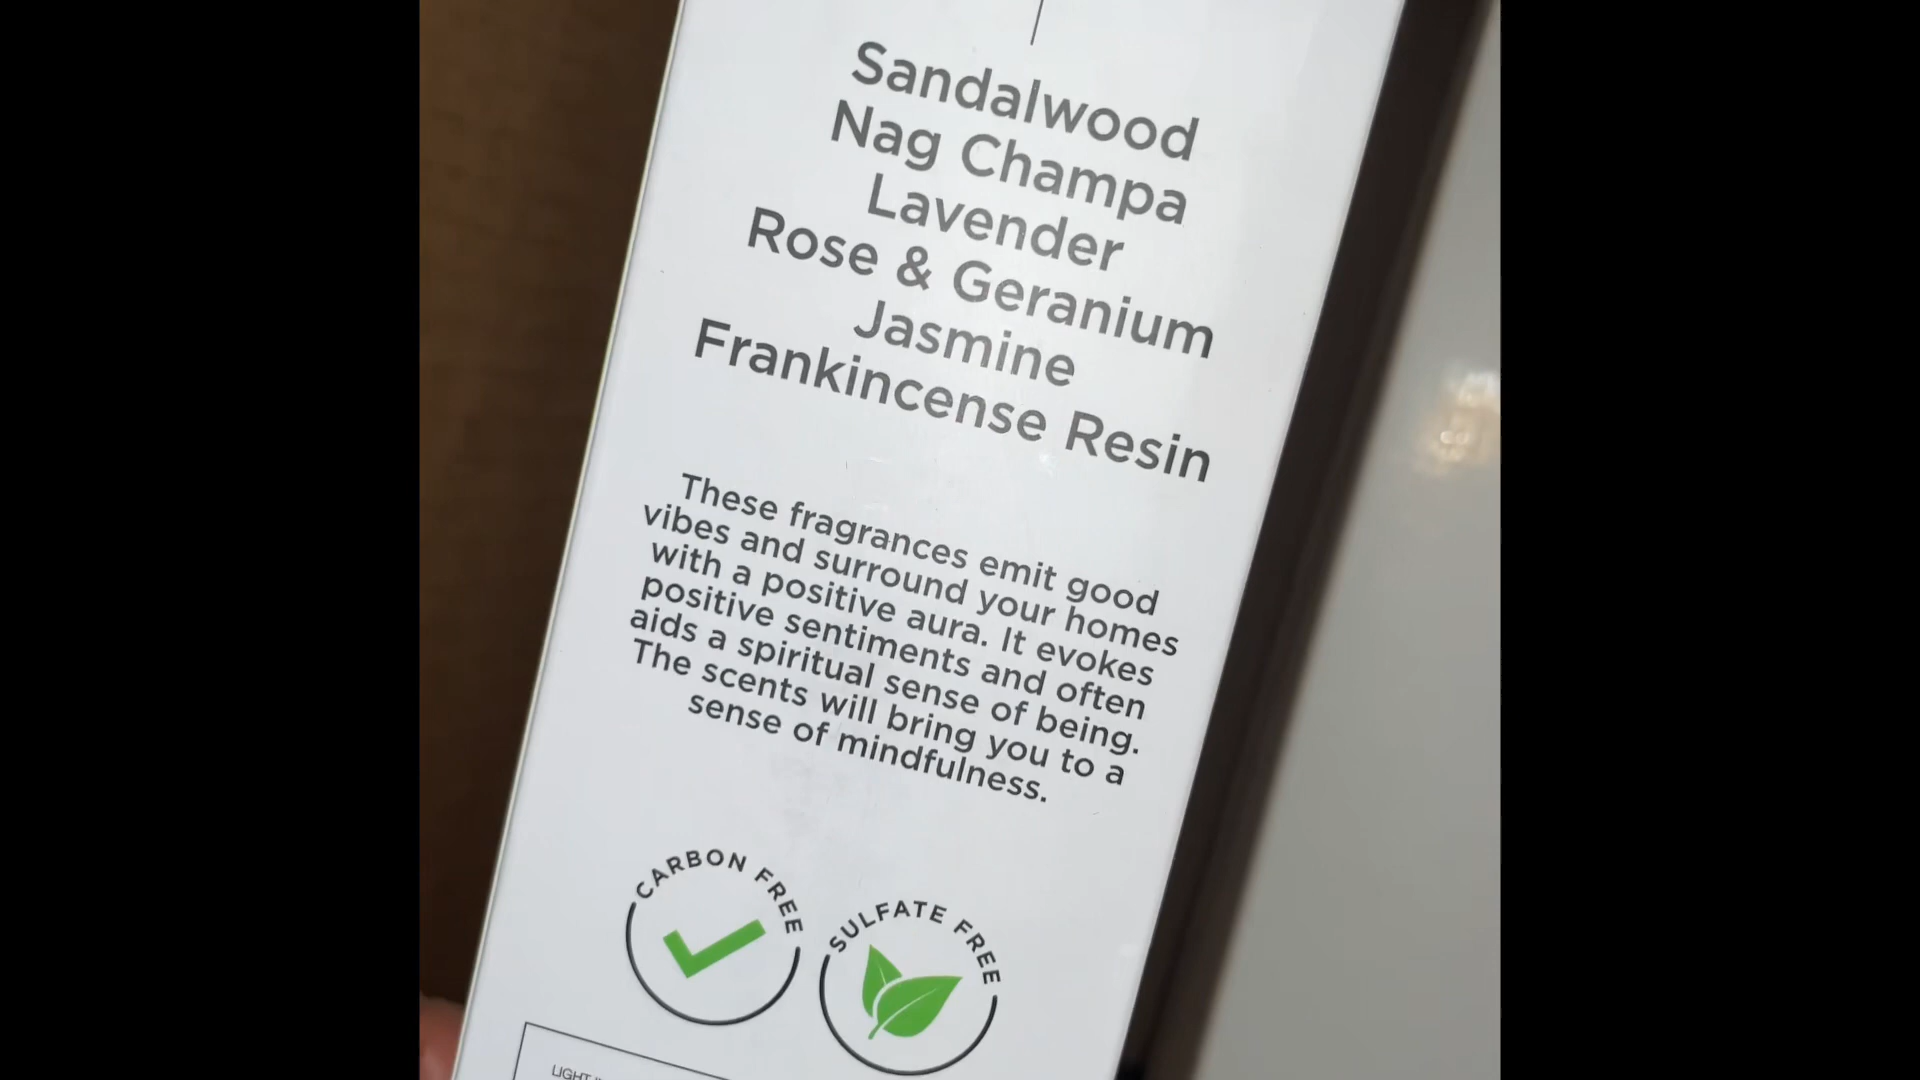 Sandalwood
Nag Champa
Lavender
Rose & Geranium
Jasmine
Frankincense Resin
These fragrances emit good
vibes and surround your homes
with a positive aura. It evokes
positive sentiments and often
aids a spiritual sense of being.
The scents will bring you to a
sense of mindfulness.
CARBON FREE
SULFATE FREE
LIGHT